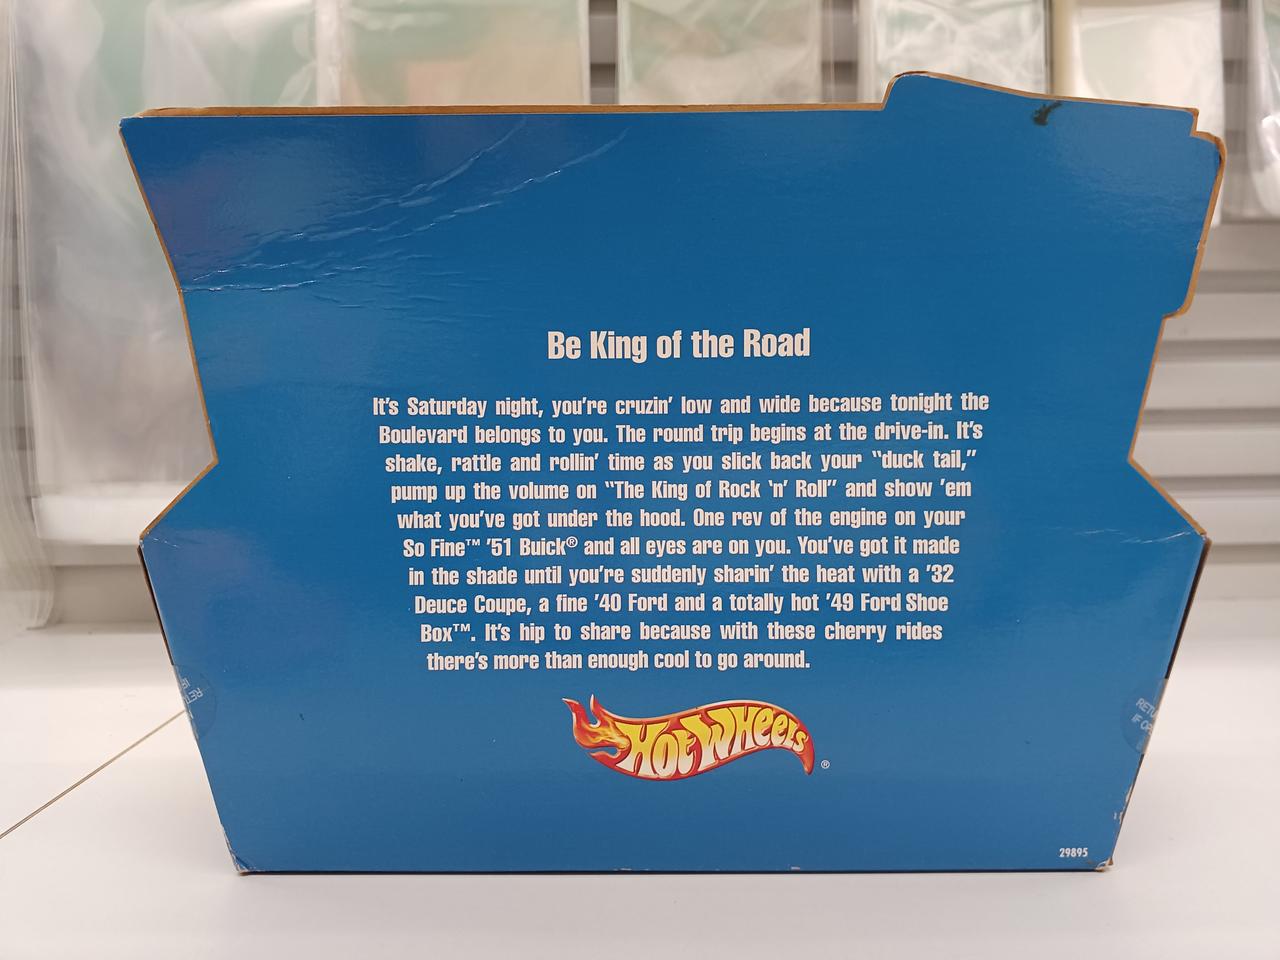 Be King of the Road
It's Saturday night, you're cruzin' low and wide because tonight the
Boulevard belongs to you. The round trip begins at the drive-in. It's
shake, rattle and rollin' time as you slick back your "duck tail,"
pump up the volume on "The King of Rock 'n' Roll" and show 'em
what you've got under the hood. One rev of the engine on your
So Fine™ '51 Buick® and all eyes are on you. You've got it made
in the shade until you're suddenly sharin' the heat with a '32
Deuce Coupe, a fine '40 Ford and a totally hot '49 Ford Shoe
Box™. It's hip to share because with these cherry rides
there's more than enough cool to go around.
Hot Wheels®
29895